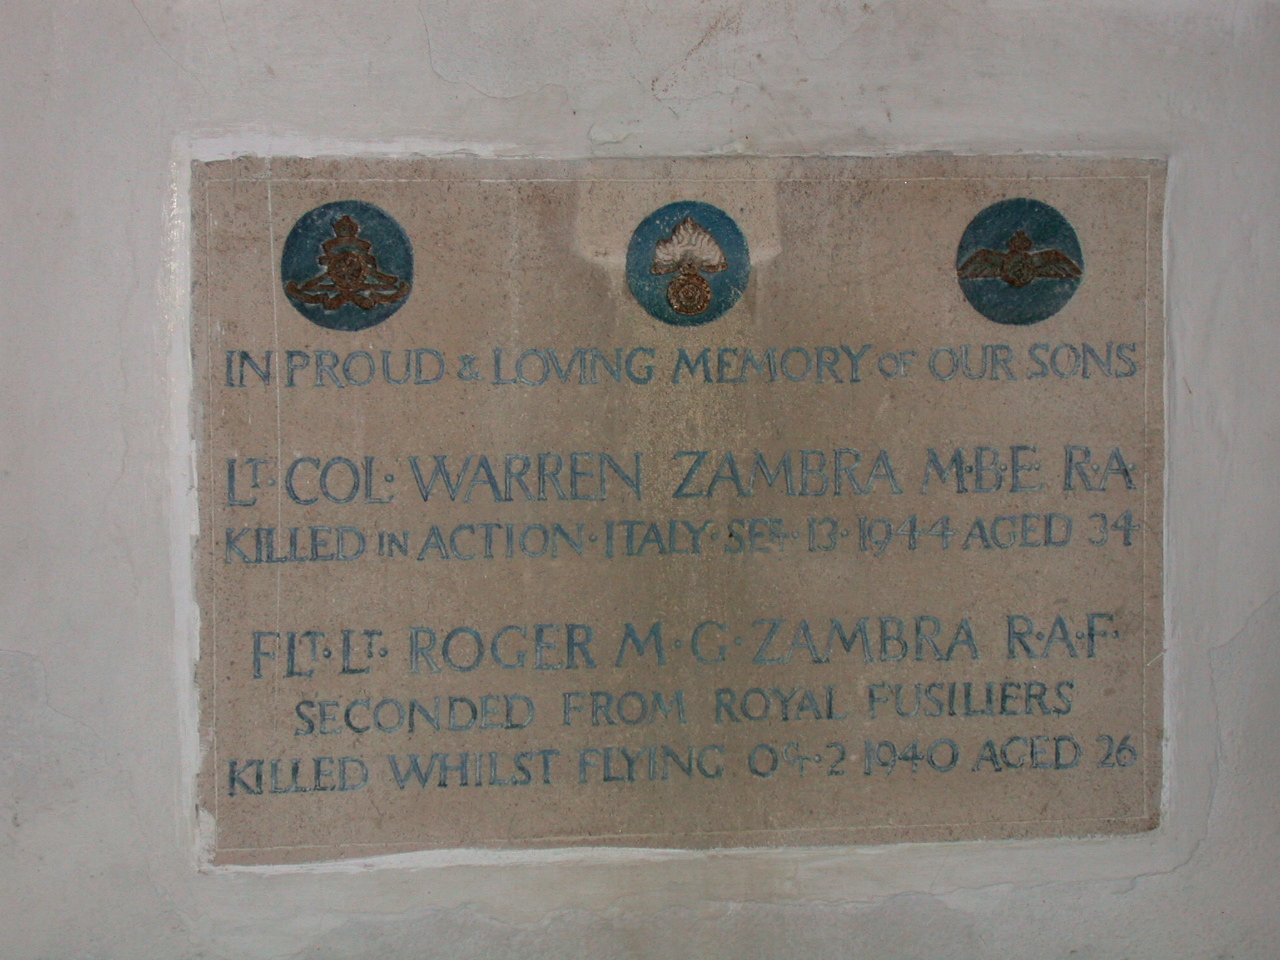 IN PROUD & LOVING MEMORY OF OUR SONS
LT· COL· WARREN ZAMBRA M·B·E· R·A·
KILLED IN ACTION·ITALY·SEPT·13·1944 AGED 34
FLT·LT· ROGER M·G·ZAMBRA R·A·F·
SECONDED FROM ROYAL FUSILIERS
KILLED WHILST FLYING OCT·2·1940 AGED 26